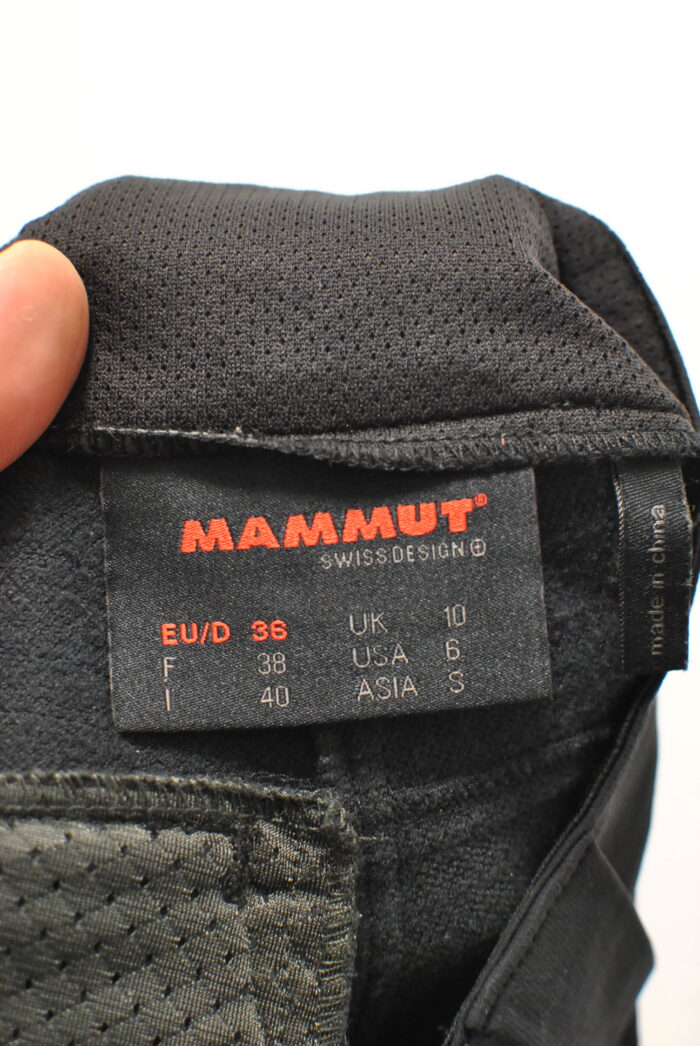 MAMMUT®
SWISS DESIGN
EU/D 36 UK 10
F 38 USA 6
I 40 ASIA S
made in china